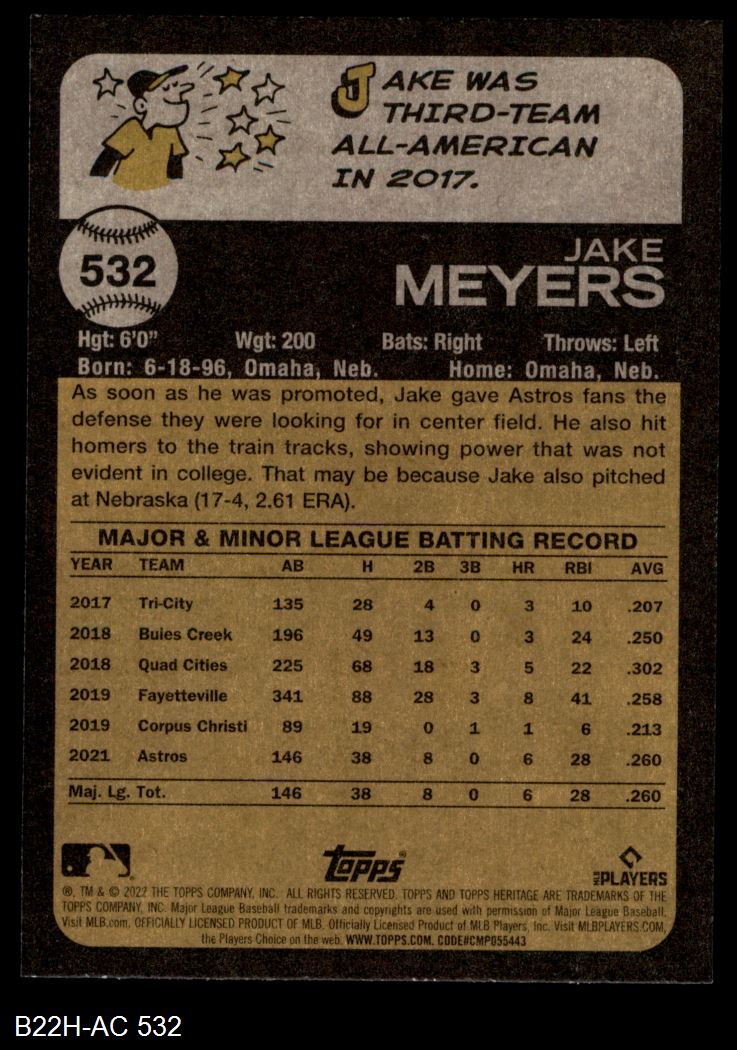 JAKE WAS
THIRD-TEAM
ALL-AMERICAN
IN 2017.
532
JAKE
MEYERS
Hgt: 6'0" Wgt: 200 Bats: Right Throws: Left
Born: 6-18-96, Omaha, Neb. Home: Omaha, Neb.
As soon as he was promoted, Jake gave Astros fans the
defense they were looking for in center field. He also hit
homers to the train tracks, showing power that was not
evident in college. That may be because Jake also pitched
at Nebraska (17-4, 2.61 ERA).
MAJOR & MINOR LEAGUE BATTING RECORD
YEAR TEAM AB H 2B 3B HR RBI AVG
2017 Tri-City 135 28 4 0 3 10 .207
2018 Buies Creek 196 49 13 0 3 24 .250
2018 Quad Cities 225 68 18 3 5 22 .302
2019 Fayetteville 341 88 28 3 8 41 .258
2019 Corpus Christi 89 19 0 1 1 6 .213
2021 Astros 146 38 8 0 6 28 .260
Maj. Lg. Tot. 146 38 8 0 6 28 .260
Topps® MLB PLAYERS
®, TM & © 2022 THE TOPPS COMPANY, INC. ALL RIGHTS RESERVED. TOPPS AND TOPPS HERITAGE ARE TRADEMARKS OF THE
TOPPS COMPANY, INC. Major League Baseball trademarks and copyrights are used with permission of Major League Baseball.
Visit MLB.com. OFFICIALLY LICENSED PRODUCT OF MLB. Officially Licensed Product of MLB Players, Inc. Visit MLBPLAYERS.COM,
the Players Choice on the web. WWW.TOPPS.COM. CODE#CMP055443
B22H-AC 532